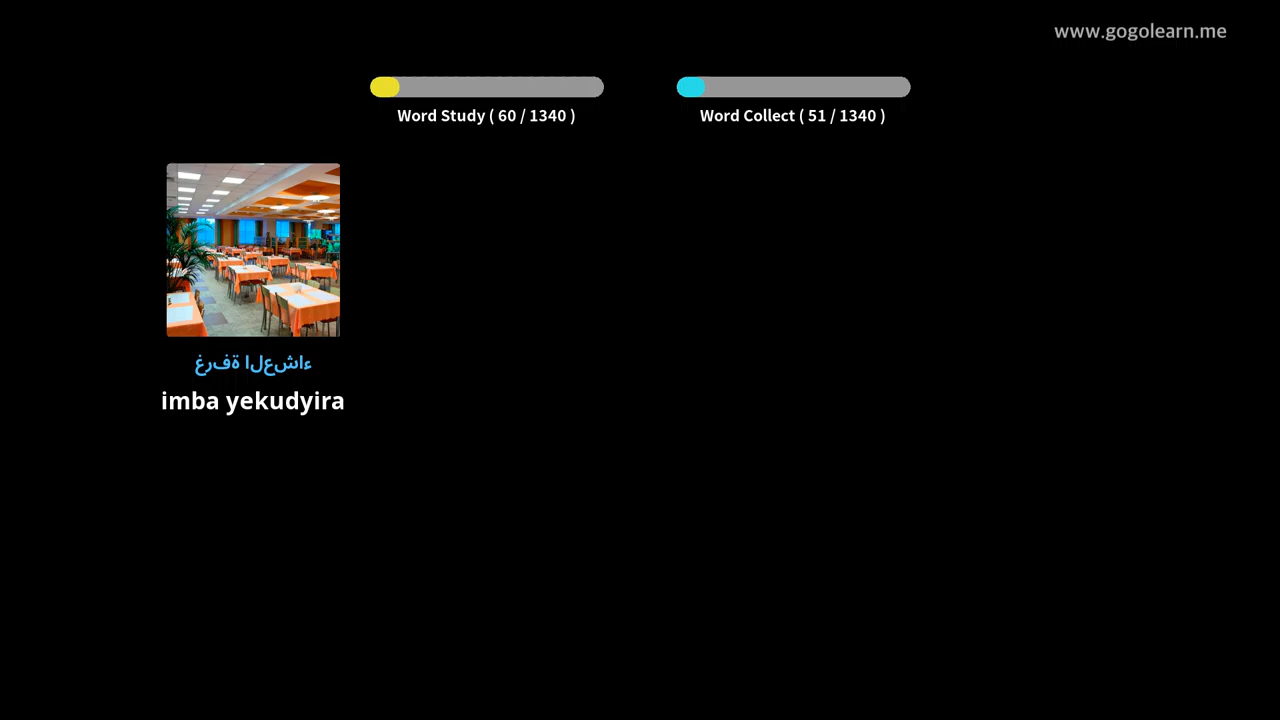 www.gogolearn.me
Word Study ( 60 / 1340 )
Word Collect ( 51 / 1340 )
غرفة العشاء
imba yekudyira